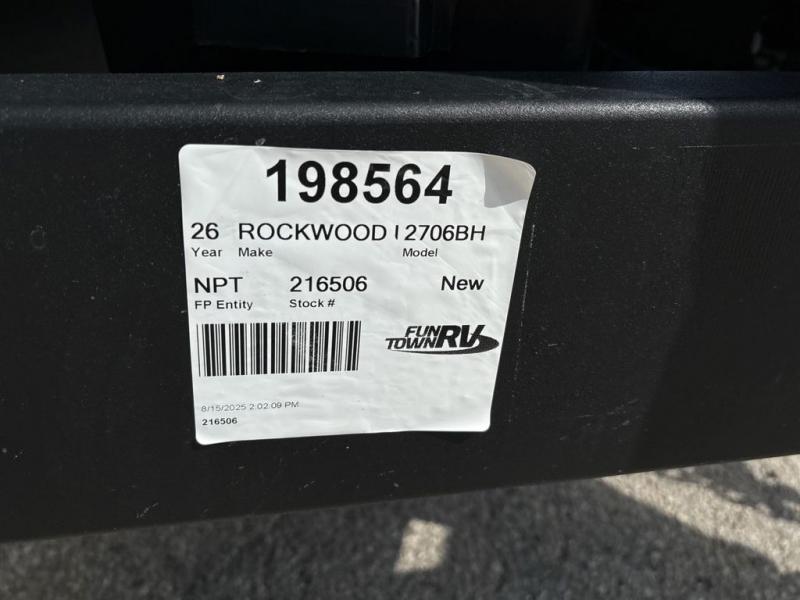 198564
26 ROCKWOOD 2706BH
Year Make Model
NPT 216506 New
FP Entity Stock #
FUN TOWN RV
8/15/2025 2:02:09 PM
216506